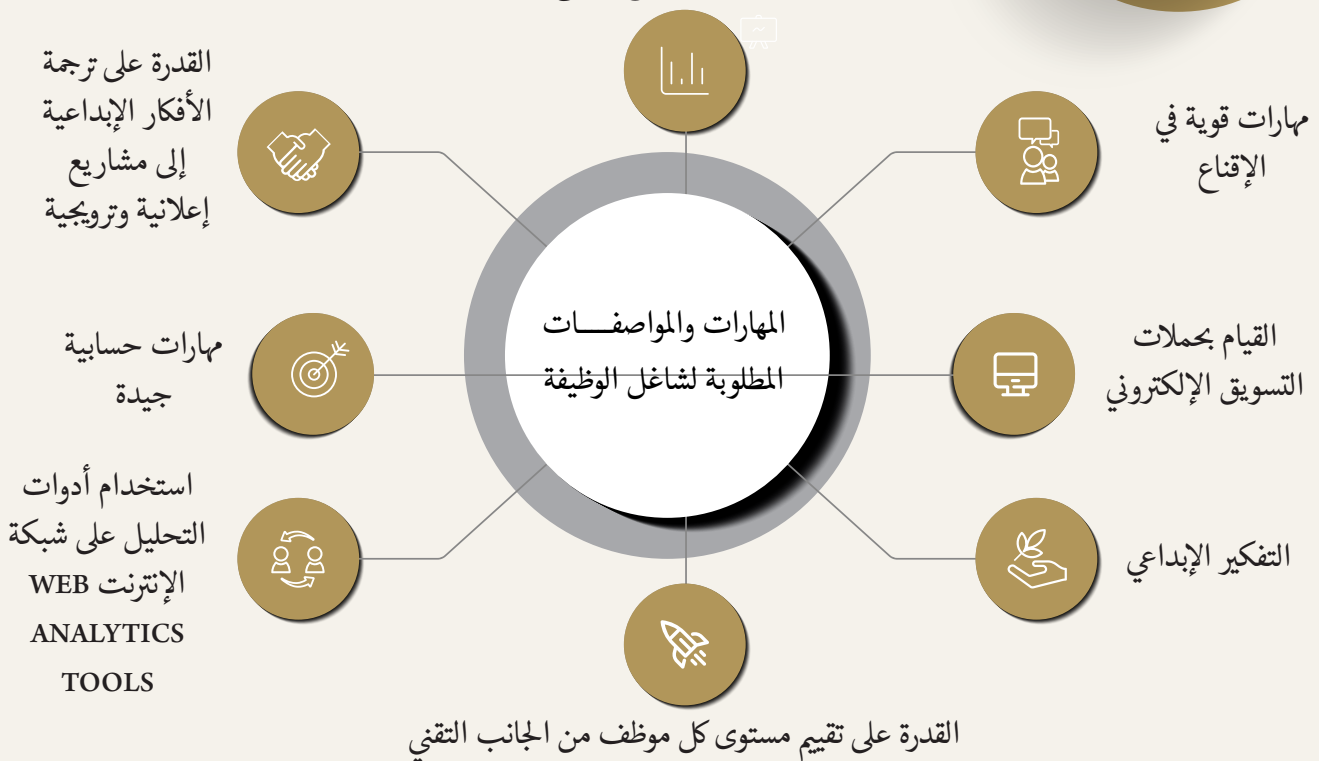 المهارات والمواصفـــات
المطلوبة لشاغل الوظيفة
مهارات قوية في
الإقناع
القيام بحملات
التسويق الإلكتروني
التفكير الإبداعي
القدرة على تقييم مستوى كل موظف من الجانب التقني
القدرة على ترجمة
الأفكار الإبداعية
إلى مشاريع
إعلانية وترويجية
مهارات حسابية
جيدة
استخدام أدوات
التحليل على شبكة
الإنترنت WEB
ANALYTICS
TOOLS